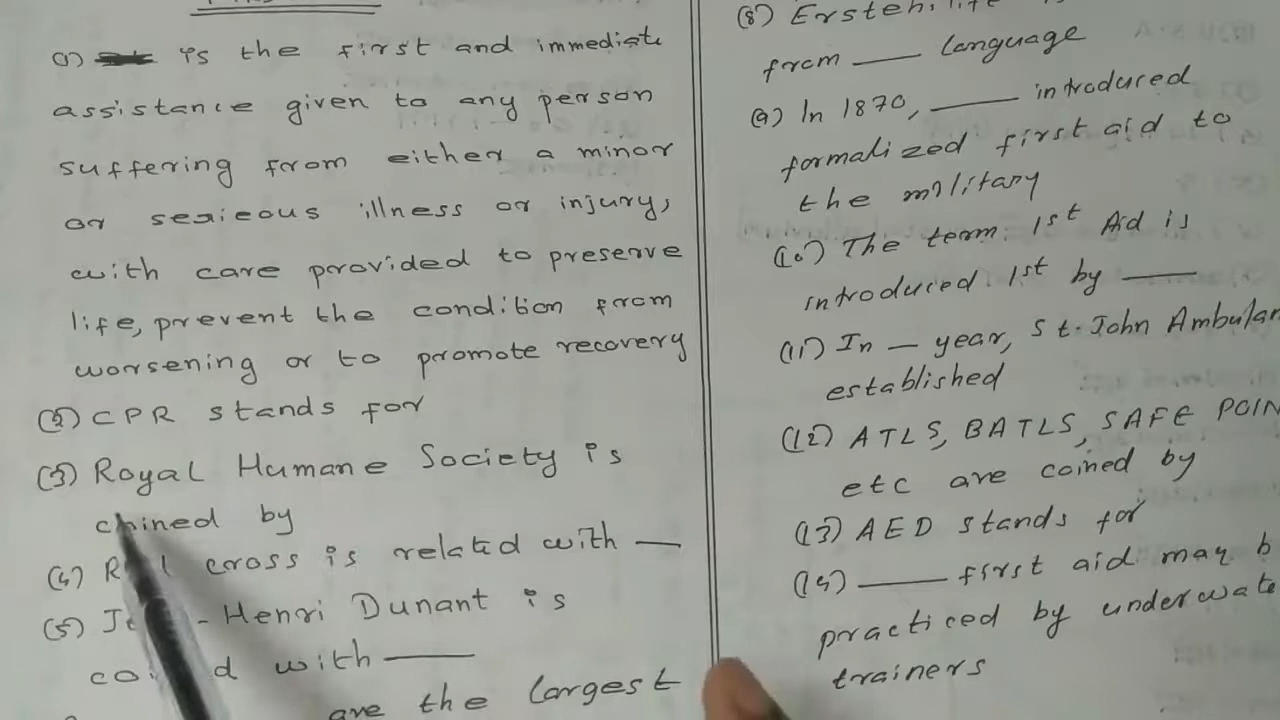 (1) is the first and immediate
assistance given to any person
suffering from either a minor
or serieous illness or injury,
with care provided to preserve
life, prevent the condition from
worsening or to promote recovery
(2) CPR stands for
(3) Royal Humane Society is
by
(4) cross is related with —
(5) - Henri Dunant is
with ——
are the largest
(8)
from —— language
(9) In 1870, —— introduced
formalized first aid to
the military
(10) The term 1st Aid is
introduced 1st by ——
(11) In — year, St. John Ambulan
established
(12) ATLS, BATLS, SAFE POIN
etc are coined by
(13) AED stands for
(14) —— first aid may b
practiced by underwate
trainers